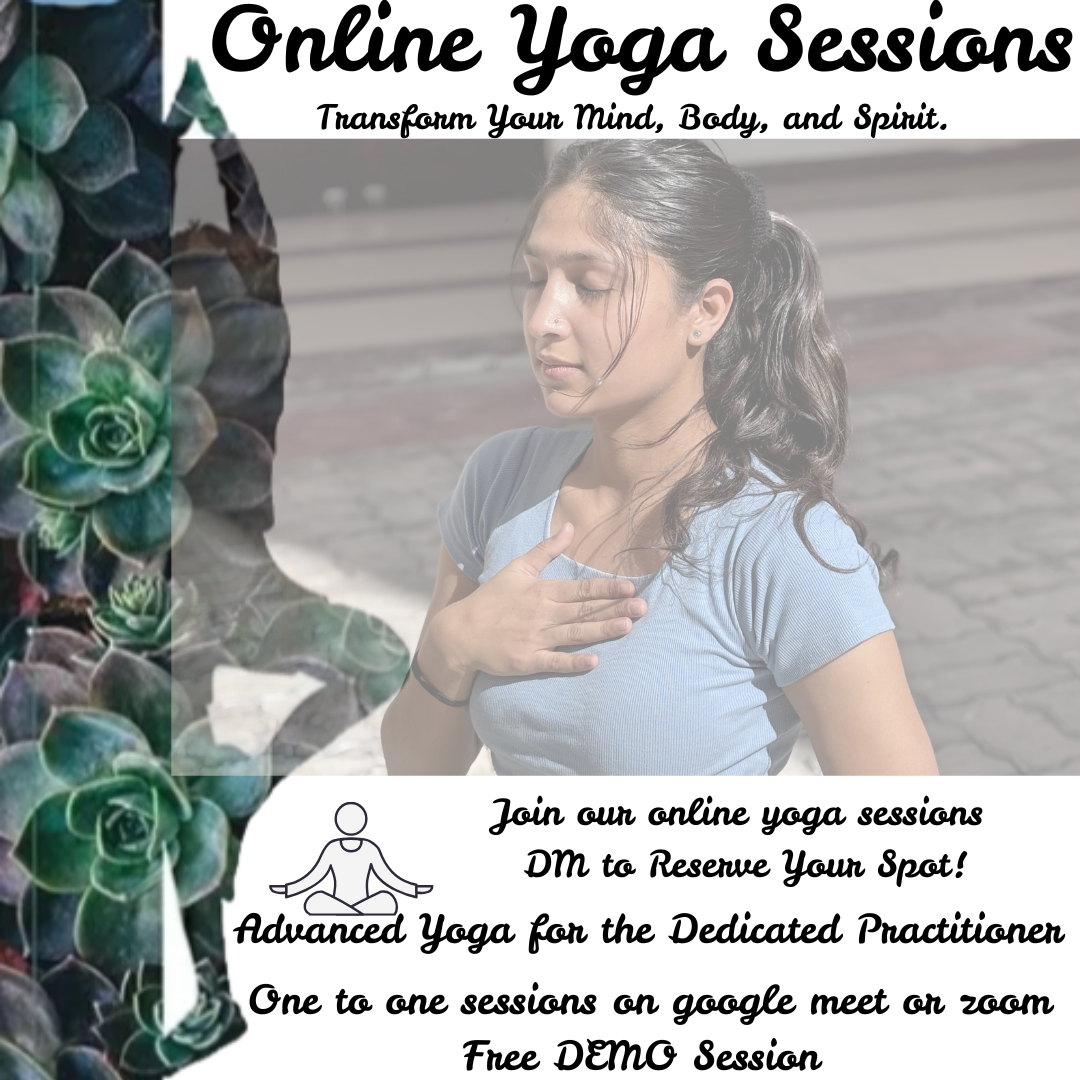 Online Yoga Sessions
Transform Your Mind, Body, and Spirit.
Join our online yoga sessions
DM to Reserve Your Spot!
Advanced Yoga for the Dedicated Practitioner
One to one sessions on google meet or zoom
Free DEMO Session